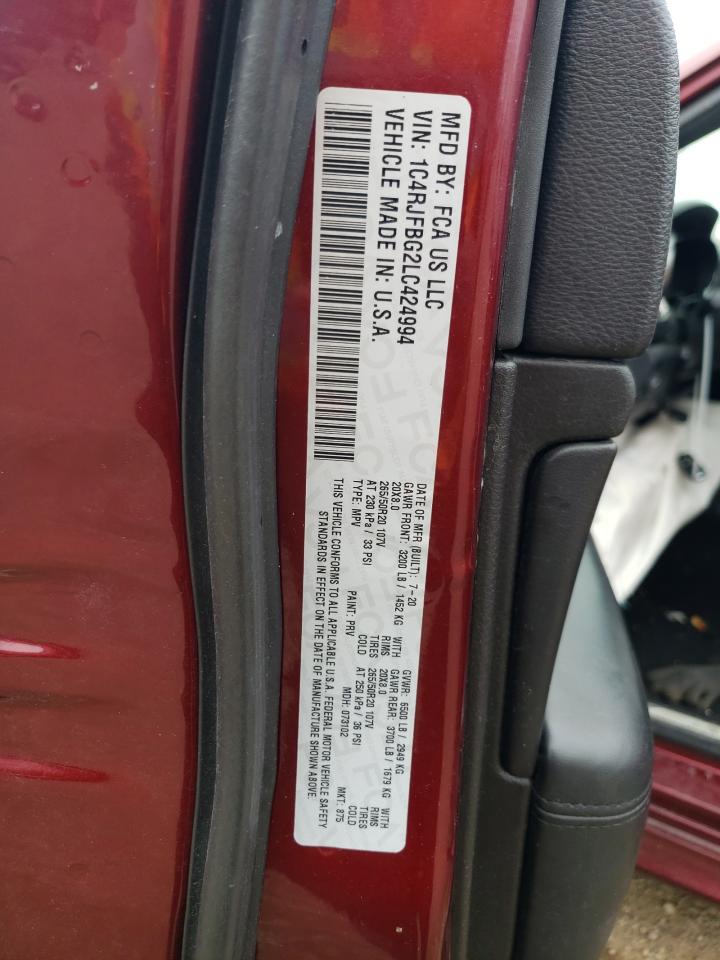 MFD BY: FCA US LLC
VIN: 1C4RJFBG2LC424994
VEHICLE MADE IN: U.S.A.
DATE OF MFR (BUILT): 7-20 GVWR: 6500 LB / 2949 KG
GAWR FRONT: 3200 LB / 1452 KG WITH GAWR REAR: 3700 LB / 1679 KG WITH
20X8.0 RIMS 20X8.0 RIMS
265/50R20 107V TIRES 265/50R20 107V TIRES
AT 230 kPa / 33 PSI COLD AT 250 kPa / 36 PSI COLD
TYPE: MPV PAINT: PRV MDH: 073102 MKT: 875
THIS VEHICLE CONFORMS TO ALL APPLICABLE U.S.A. FEDERAL MOTOR VEHICLE SAFETY
STANDARDS IN EFFECT ON THE DATE OF MANUFACTURE SHOWN ABOVE.